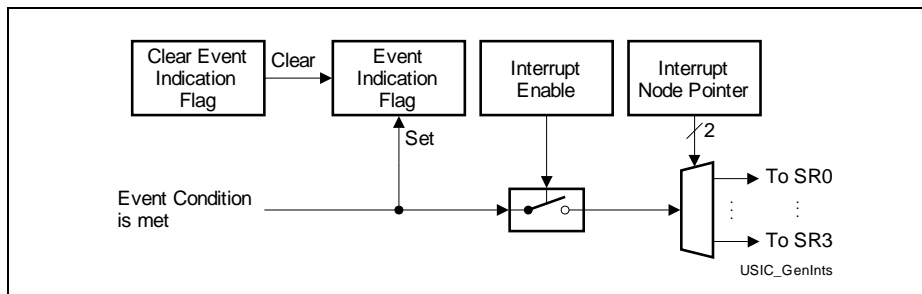 Clear Event
Indication
Flag
Clear
Event
Indication
Flag
Interrupt
Enable
Interrupt
Node Pointer
2
Set
Event Condition
is met
To SR0
To SR3
USIC_GenInts